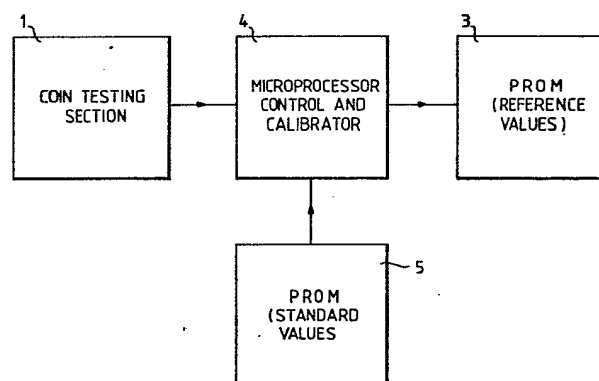 1
COIN TESTING
SECTION
4
MICROPROCESSOR
CONTROL AND
CALIBRATOR
3
PROM
(REFERENCE
VALUES)
5
PROM
(STANDARD
VALUES